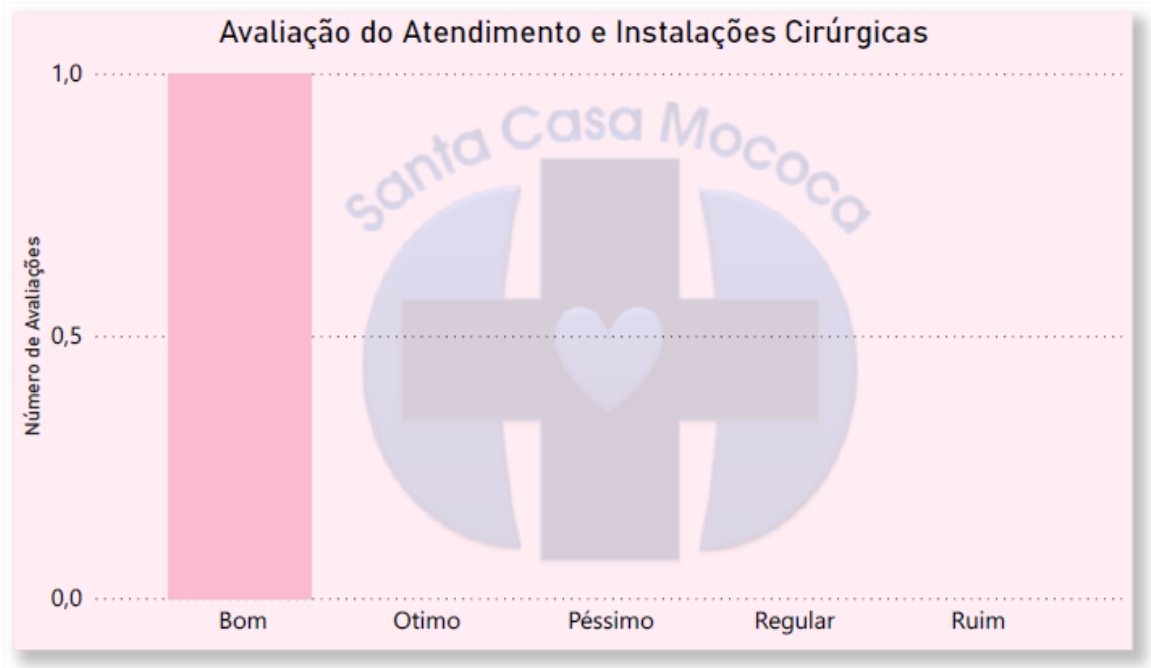 Avaliação do Atendimento e Instalações Cirúrgicas
1,0
Santa Casa Mococa
Número de Avaliações
0,5
0,0
Bom Otimo Péssimo Regular Ruim